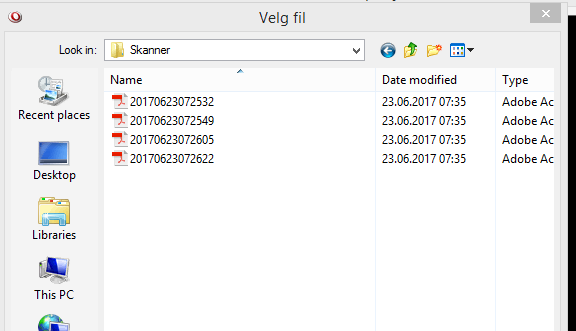 Velg fil
Look in: Skanner
Name Date modified Type
20170623072532 23.06.2017 07:35 Adobe Ac
20170623072549 23.06.2017 07:35 Adobe Ac
20170623072605 23.06.2017 07:35 Adobe Ac
20170623072622 23.06.2017 07:35 Adobe Ac
Recent places
Desktop
Libraries
This PC